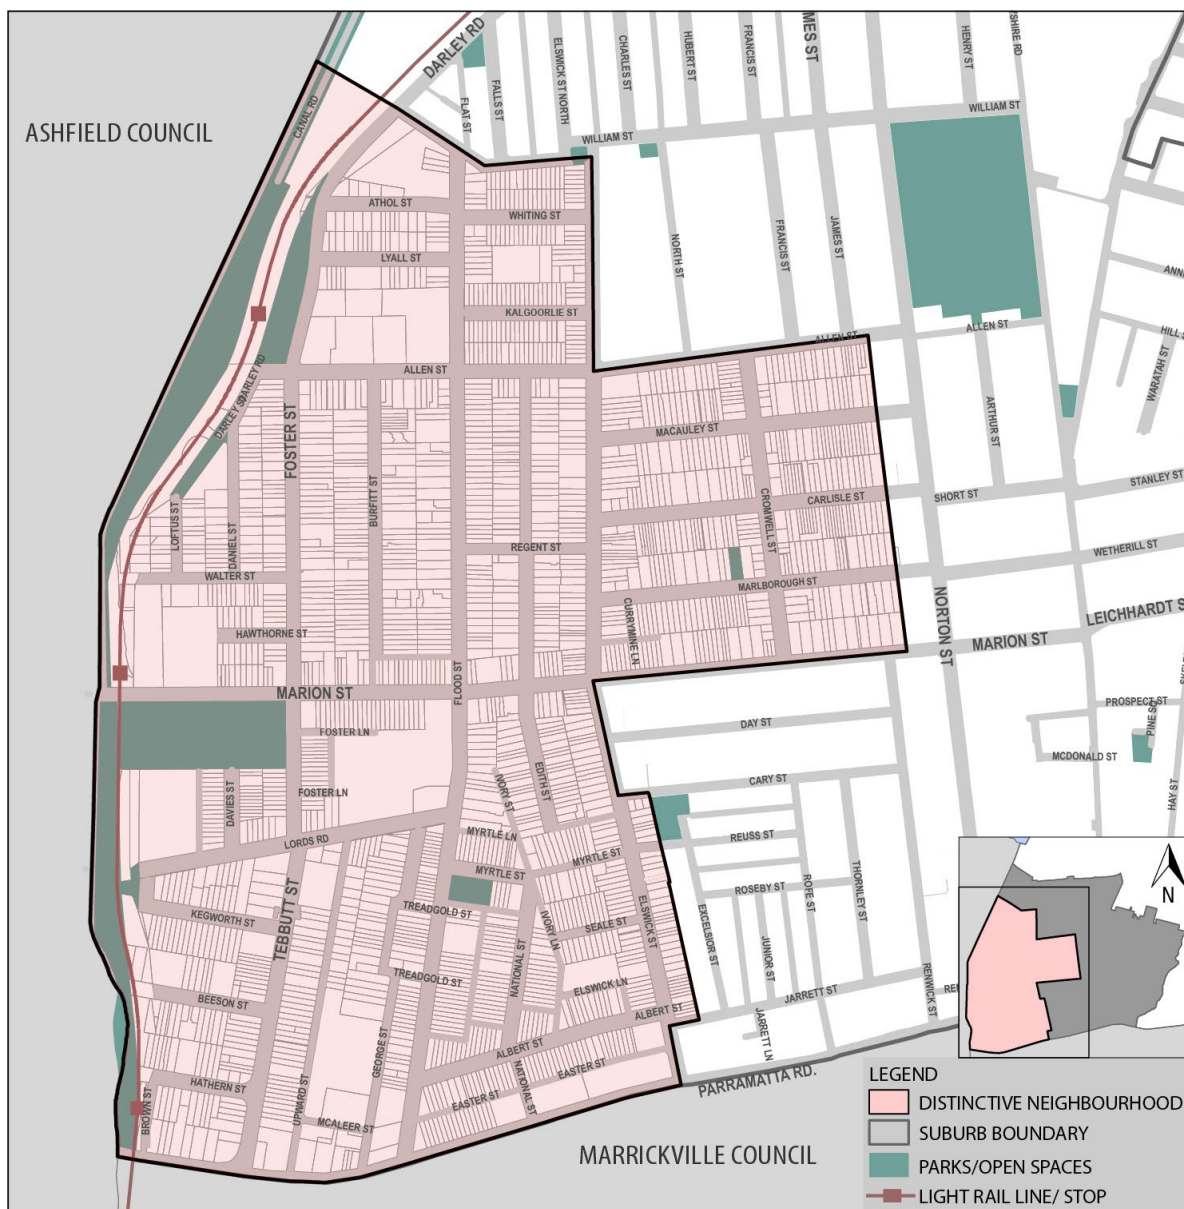 DARLEY RD
CANAL RD
FLAT ST
FALLS ST
ELSWICK ST NORTH
CHARLES ST
HUBERT ST
FRANCIS ST
MES ST
HENRY ST
YSHIRE RD
ASHFIELD COUNCIL
WILLIAM ST
WILLIAM ST
ATHOL ST
WHITING ST
LYALL ST
NORTH ST
FRANCIS ST
JAMES ST
KALGOORLIE ST
ALLEN ST
ALLEN ST
ALLEN ST
ANN
HILL S
WARATAH ST
DARLEY RD
DARLEY ST
FOSTER ST
BURFITT ST
MACAULEY ST
CROMWELL ST
CARLISLE ST
ARTHUR ST
SHORT ST
STANLEY ST
LOFTUS ST
DANIEL ST
REGENT ST
WETHERILL ST
WALTER ST
MARLBOROUGH ST
CURRYMINE LN
NORTON ST
LEICHHARDT S
HAWTHORNE ST
MARION ST
MARION ST
FLOOD ST
FOSTER LN
DAY ST
PROSPECT ST
PINE SQ
MCDONALD ST
SKEL
HAY ST
DAVIES ST
FOSTER LN
IVORY ST
EDITH ST
CARY ST
LORDS RD
MYRTLE LN
MYRTLE ST
MYRTLE ST
REUSS ST
ROSEBY ST
ROFE ST
THORNLEY ST
KEGWORTH ST
TEBBUTT ST
TREADGOLD ST
IVORY LN
SEALE ST
ELSWICK ST
EXCELSIOR ST
JUNIOR ST
N
TREADGOLD ST
NATIONAL ST
ELSWICK LN
RENWICK ST
REN
BEESON ST
GEORGE ST
ALBERT ST
ALBERT ST
JARRETT ST
JARRETT LN
HATHERN ST
BROWN ST
UPWARD ST
MCALEER ST
EASTER ST
NATIONAL ST
EASTER ST
PARRAMATTA RD.
MARRICKVILLE COUNCIL
LEGEND
DISTINCTIVE NEIGHBOURHOOD
SUBURB BOUNDARY
PARKS/OPEN SPACES
LIGHT RAIL LINE/ STOP